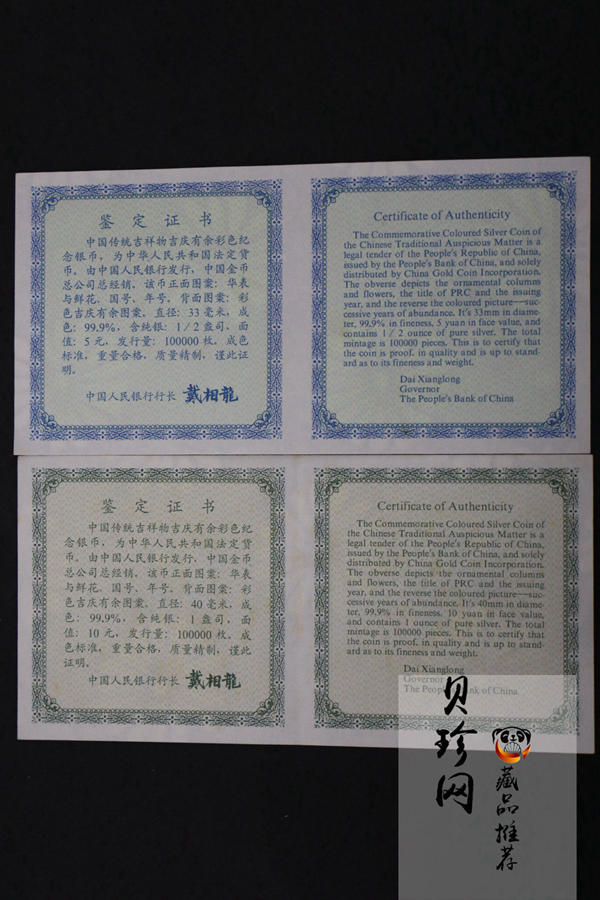 鉴定证书
中国传统吉祥物吉庆有余彩色纪
念银币，为中华人民共和国法定货
币。由中国人民银行发行，中国金币
总公司总经销。该币正面图案：华表
与鲜花、国号、年号。背面图案：彩
色吉庆有余图案。直径：33毫米，成
色：99.9%，含纯银：1/2盎司，面
值：5元，发行量：100000枚。成色
标准，重量合格，质量精制，谨此证
明。
中国人民银行行长 戴相龍
Certificate of Authenticity
The Commemorative Coloured Silver Coin of
the Chinese Traditional Auspicious Matter is a
legal tender of the People's Republic of China,
issued by the People's Bank of China, and solely
distributed by China Gold Coin Incorporation.
The obverse depicts the ornamental columns
and flowers, the title of PRC and the issuing
year, and the reverse the coloured picture—suc-
cessive years of abundance. It's 33mm in diame-
ter, 99.9% in fineness, 5 yuan in face value, and
contains 1/2 ounce of pure silver. The total
mintage is 100000 pieces. This is to certify that
the coin is proof. in quality and is up to stand-
ard as to its fineness and weight.
Dai Xianglong
Governor
The People's Bank of China
鉴定证书
中国传统吉祥物吉庆有余彩色纪
念银币，为中华人民共和国法定货
币。由中国人民银行发行，中国金币
总公司总经销。该币正面图案：华表
与鲜花、国号、年号。背面图案：彩
色吉庆有余图案。直径：40毫米，成
色：99.9%，含纯银：1盎司，面
值：10元，发行量：100000枚。成
色标准，重量合格，质量精制，谨此
证明。
中国人民银行行长 戴相龍
Certificate of Authenticity
The Commemorative Coloured Silver Coin of
the Chinese Traditional Auspicious Matter is a
legal tender of the People's Republic of China,
issued by the People's Bank of China, and solely
distributed by China Gold Coin Incorporation.
The obverse depicts the ornamental columns
and flowers, the title of PRC and the issuing
year, and the reverse the coloured picture—suc-
cessive years of abundance. It's 40mm in diame-
ter, 99.9% in fineness. 10 yuan in face value,
and contains 1 ounce of pure silver. The total
mintage is 100000 pieces. This is to certify that
the coin is proof. in quality and is up to stand-
ard as to its fineness and weight.
Dai Xianglong
Governor
The People's Bank of China
贝珍网
藏品推荐